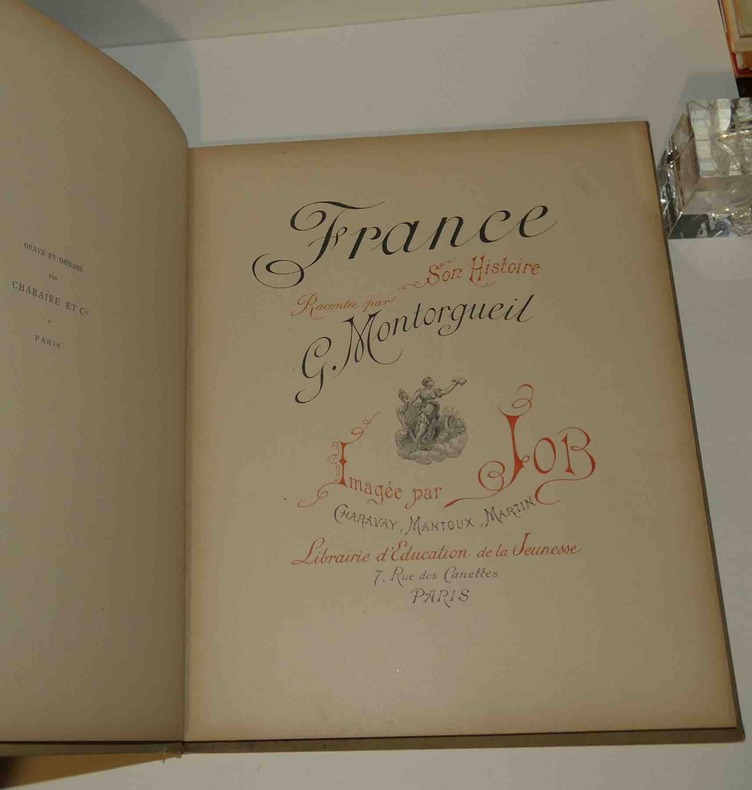 GRAVÉ ET IMPRIMÉ
PAR
CHARAIRE ET Cie
A
PARIS
France
Son Histoire
Racontée par
G. Montorgueil
Imagée par JOB
CHARAVAY, MANTOUX, MARTIN
Librairie d'Education de la Jeunesse
7, Rue des Canettes
PARIS